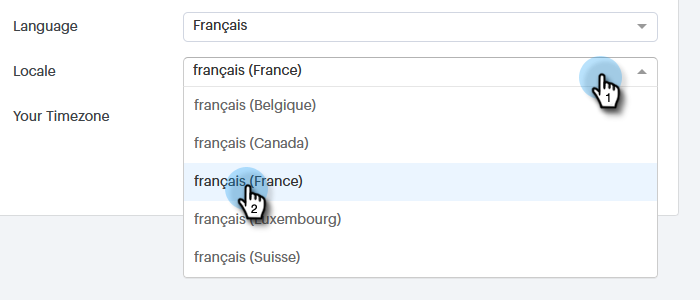 Language
Français
Locale
français (France)
1
Your Timezone
français (Belgique)
français (Canada)
français (France)
2
français (Luxembourg)
français (Suisse)